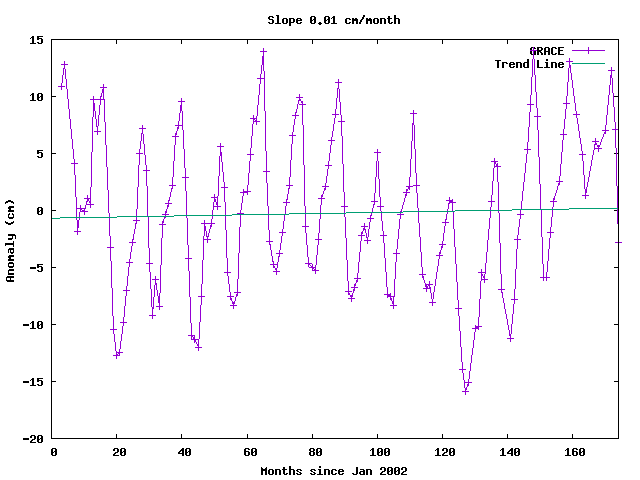 Slope 0.01 cm/month
15
GRACE
Trend Line
10
5
0
-5
-10
-15
-20
Anomaly (cm)
0 20 40 60 80 100 120 140 160
Months since Jan 2002